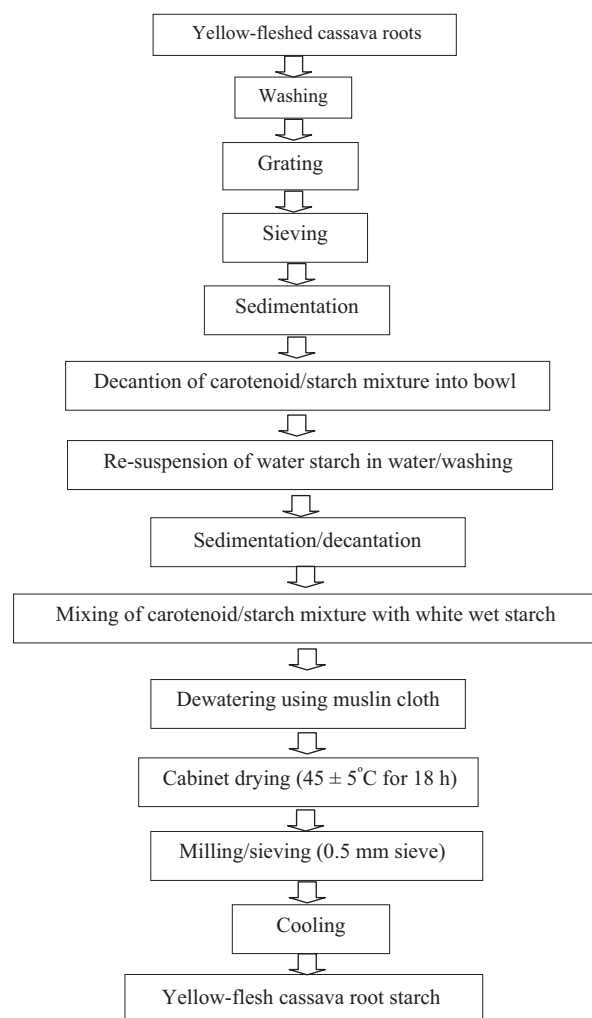 Yellow-fleshed cassava roots
Washing
Grating
Sieving
Sedimentation
Decantion of carotenoid/starch mixture into bowl
Re-suspension of water starch in water/washing
Sedimentation/decantation
Mixing of carotenoid/starch mixture with white wet starch
Dewatering using muslin cloth
Cabinet drying (45 ± 5°C for 18 h)
Milling/sieving (0.5 mm sieve)
Cooling
Yellow-flesh cassava root starch